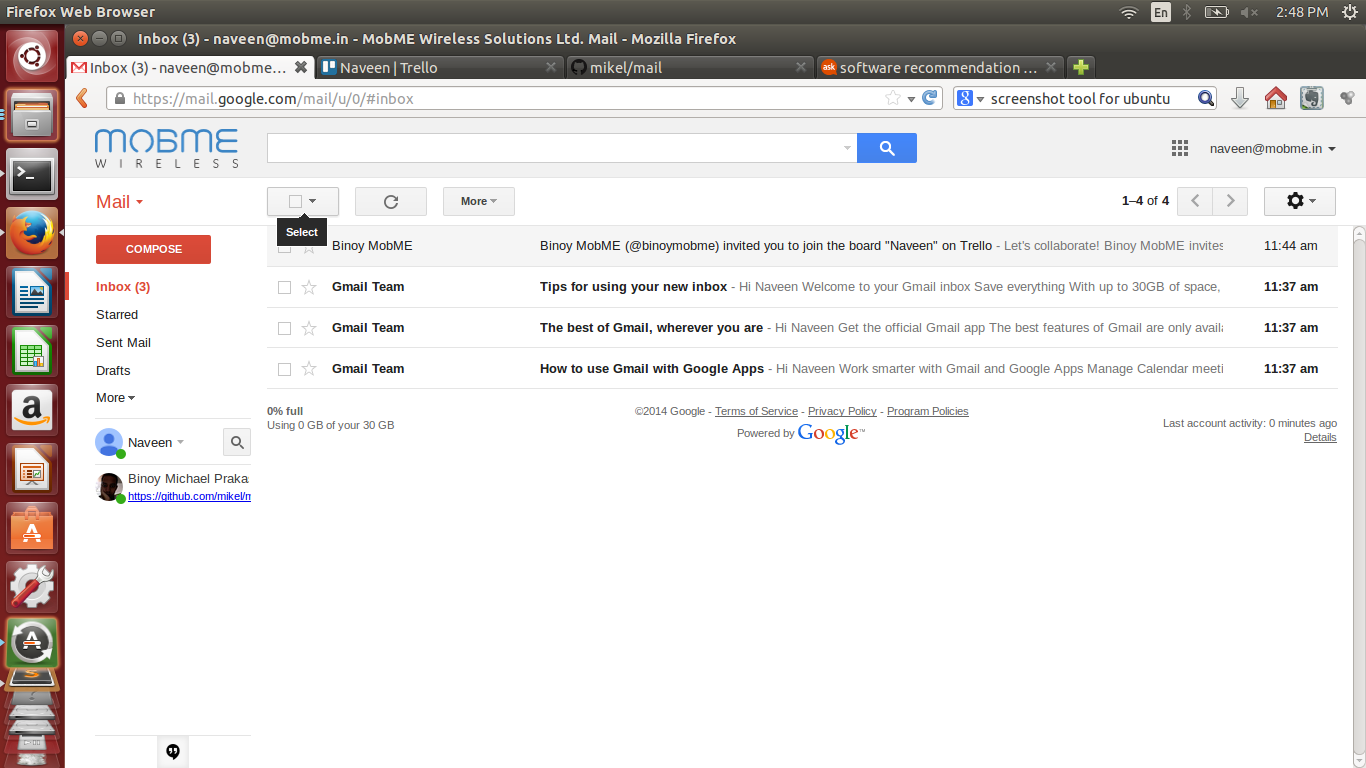 Firefox Web Browser
En
2:48 PM
Inbox (3) - naveen@mobme.in - MobME Wireless Solutions Ltd. Mail - Mozilla Firefox
Inbox (3) - naveen@mobme...
Naveen | Trello
mikel/mail
ask
software recommendation ...
https://mail.google.com/mail/u/0/#inbox
screenshot tool for ubuntu
MOBME
WIRELESS
naveen@mobme.in
Mail
More
1–4 of 4
Select
COMPOSE
Binoy MobME
Binoy MobME (@binoymobme) invited you to join the board "Naveen" on Trello - Let's collaborate! Binoy MobME invites
11:44 am
Inbox (3)
Gmail Team
Tips for using your new inbox - Hi Naveen Welcome to your Gmail inbox Save everything With up to 30GB of space,
11:37 am
Starred
Gmail Team
The best of Gmail, wherever you are - Hi Naveen Get the official Gmail app The best features of Gmail are only availa
11:37 am
Sent Mail
Drafts
Gmail Team
How to use Gmail with Google Apps - Hi Naveen Work smarter with Gmail and Google Apps Manage Calendar meeti
11:37 am
More
0% full
Using 0 GB of your 30 GB
©2014 Google - Terms of Service - Privacy Policy - Program Policies
Powered by Google™
Last account activity: 0 minutes ago
Details
Naveen
Binoy Michael Praka
https://github.com/mikel/m